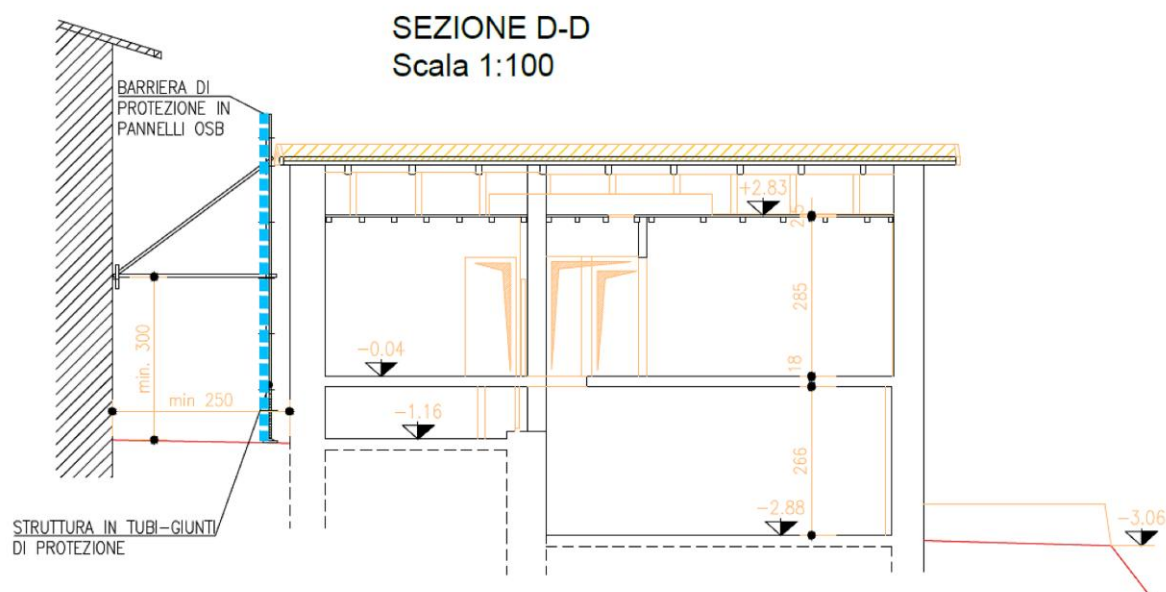 SEZIONE D-D
Scala 1:100
BARRIERA DI
PROTEZIONE IN
PANNELLI OSB
+2.83
285
min. 300
-0.04
18
min 250
-1.16
266
-2.88
-3.06
STRUTTURA IN TUBI-GIUNTI
DI PROTEZIONE